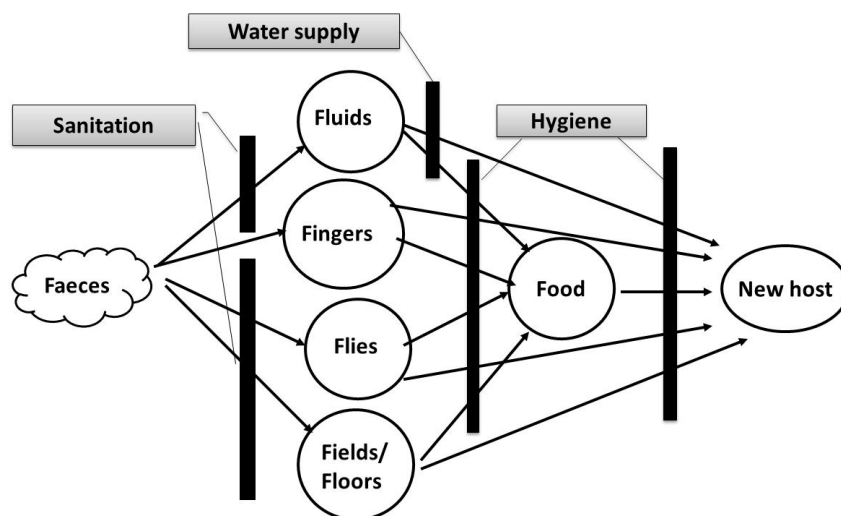 Water supply
Sanitation
Hygiene
Fluids
Fingers
Faeces
Food
New host
Flies
Fields/
Floors